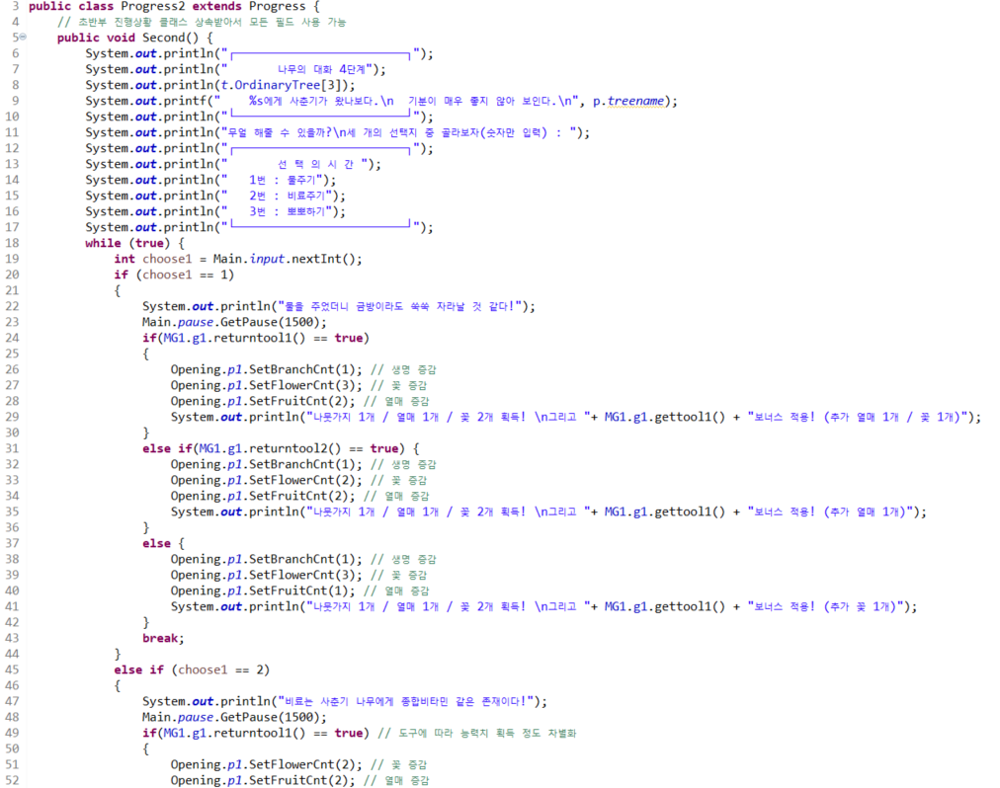 3 public class Progress2 extends Progress {
4 // 초반부 진행상황 클래스 상속받아서 모든 필드 사용 가능
5 public void Second() {
6 System.out.println("┌──────────────────┐");
7 System.out.println("       나무의 대화 4단계");
8 System.out.println(t.OrdinaryTree[3]);
9 System.out.printf("   %s에게 사춘기가 왔나보다.\n  기분이 매우 좋지 않아 보인다.\n", p.treename);
10 System.out.println("└──────────────────┘");
11 System.out.println("무얼 해줄 수 있을까?\n세 개의 선택지 중 골라보자(숫자만 입력) : ");
12 System.out.println("┌──────────────────┐");
13 System.out.println("       선 택 의 시 간 ");
14 System.out.println("   1번 : 물주기");
15 System.out.println("   2번 : 비료주기");
16 System.out.println("   3번 : 뽀뽀하기");
17 System.out.println("└──────────────────┘");
18 while (true) {
19 int choose1 = Main.input.nextInt();
20 if (choose1 == 1)
21 {
22 System.out.println("물을 주었더니 금방이라도 쑥쑥 자라날 것 같다!");
23 Main.pause.GetPause(1500);
24 if(MG1.g1.returntool1() == true)
25 {
26 Opening.p1.SetBranchCnt(1); // 생명 증감
27 Opening.p1.SetFlowerCnt(3); // 꽃 증감
28 Opening.p1.SetFruitCnt(2); // 열매 증감
29 System.out.println("나뭇가지 1개 / 열매 1개 / 꽃 2개 획득! \n그리고 "+ MG1.g1.gettool1() + "보너스 적용! (추가 열매 1개 / 꽃 1개)");
30 }
31 else if(MG1.g1.returntool2() == true) {
32 Opening.p1.SetBranchCnt(1); // 생명 증감
33 Opening.p1.SetFlowerCnt(2); // 꽃 증감
34 Opening.p1.SetFruitCnt(2); // 열매 증감
35 System.out.println("나뭇가지 1개 / 열매 1개 / 꽃 2개 획득! \n그리고 "+ MG1.g1.gettool1() + "보너스 적용! (추가 열매 1개)");
36 }
37 else {
38 Opening.p1.SetBranchCnt(1); // 생명 증감
39 Opening.p1.SetFlowerCnt(3); // 꽃 증감
40 Opening.p1.SetFruitCnt(1); // 열매 증감
41 System.out.println("나뭇가지 1개 / 열매 1개 / 꽃 2개 획득! \n그리고 "+ MG1.g1.gettool1() + "보너스 적용! (추가 꽃 1개)");
42 }
43 break;
44 }
45 else if (choose1 == 2)
46 {
47 System.out.println("비료는 사춘기 나무에게 종합비타민 같은 존재이다!");
48 Main.pause.GetPause(1500);
49 if(MG1.g1.returntool1() == true) // 도구에 따라 능력치 획득 정도 차별화
50 {
51 Opening.p1.SetFlowerCnt(2); // 꽃 증감
52 Opening.p1.SetFruitCnt(2); // 열매 증감